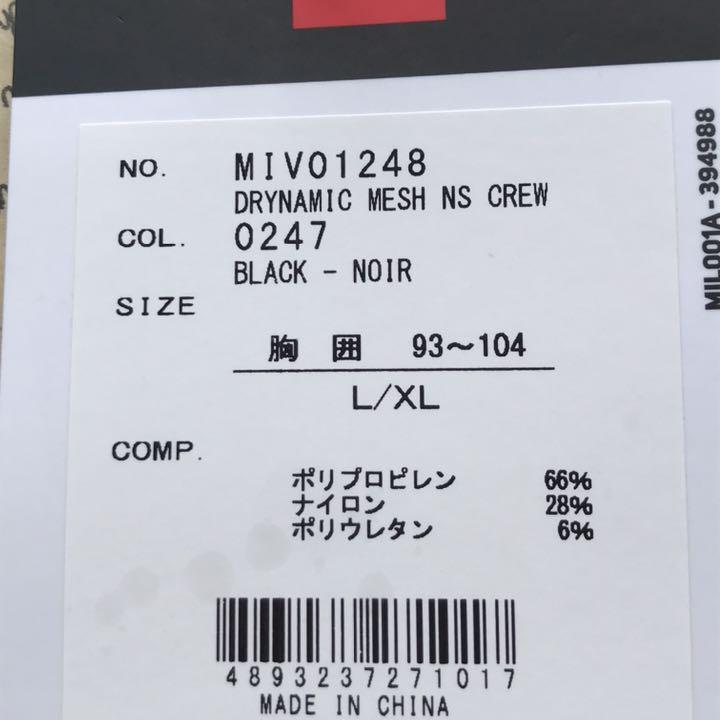 NO. MIV01248
DRYNAMIC MESH NS CREW
COL. 0247
BLACK - NOIR
SIZE
胸 囲 93〜104
L/XL
COMP.
ポリプロピレン 66%
ナイロン 28%
ポリウレタン 6%
4893237271017
MADE IN CHINA
MIL001A - 394988